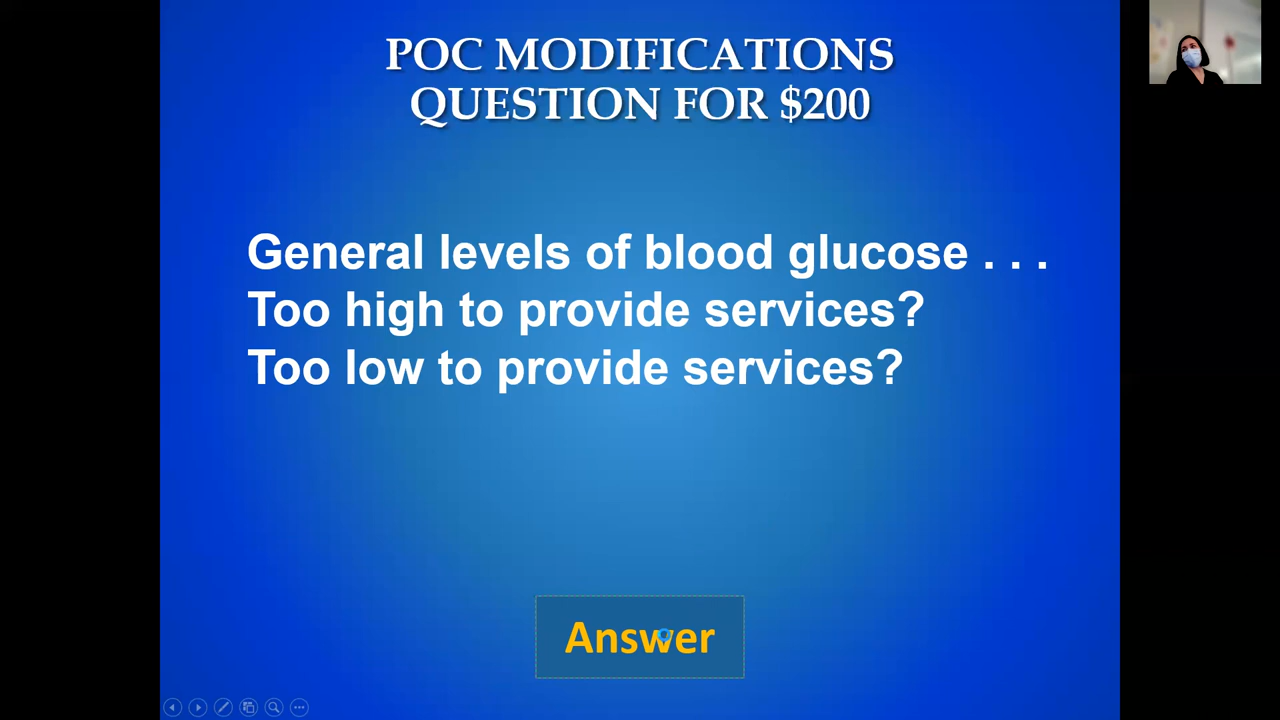 POC MODIFICATIONS
QUESTION FOR $200
General levels of blood glucose . . .
Too high to provide services?
Too low to provide services?
Answer